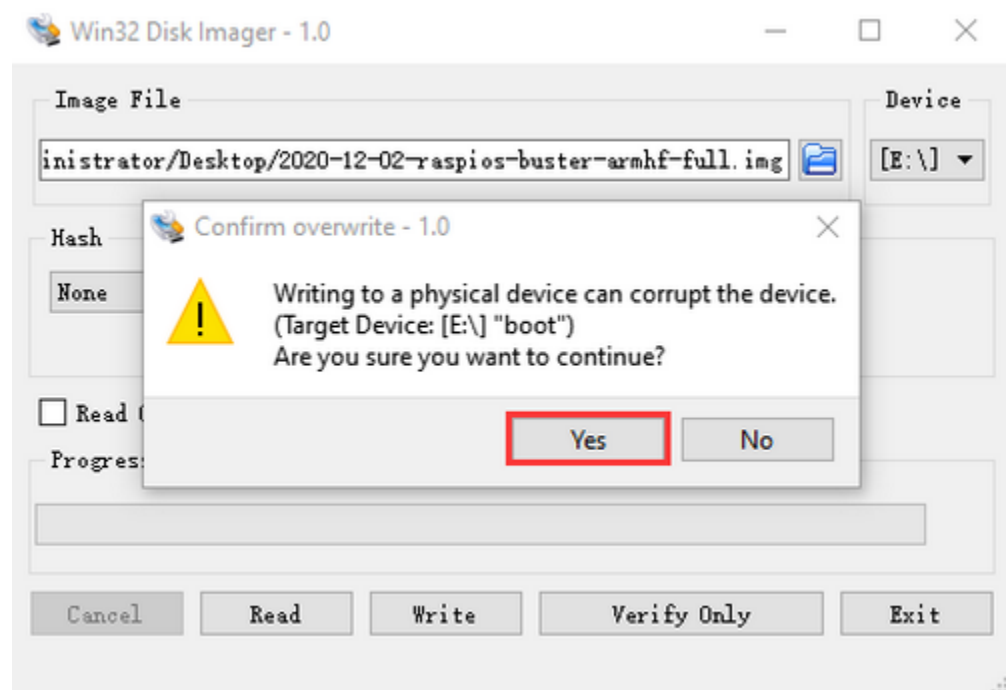 Win32 Disk Imager - 1.0
Image File
Device
inistrator/Desktop/2020-12-02-raspios-buster-armhf-full.img
[E:\]
Confirm overwrite - 1.0
Hash
None
Writing to a physical device can corrupt the device.
(Target Device: [E:\] "boot")
Are you sure you want to continue?
Read
Yes
No
Progres
Cancel
Read
Write
Verify Only
Exit